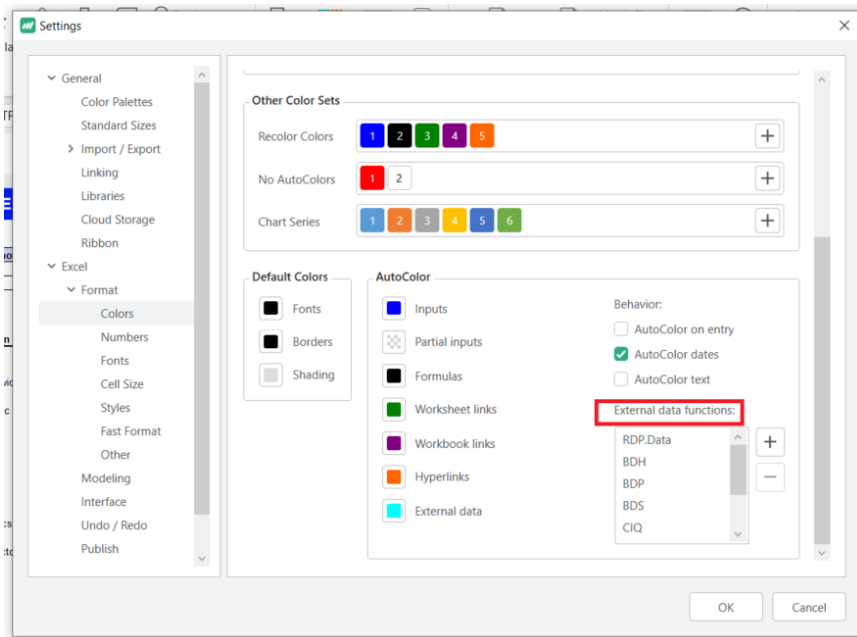 Settings
General
Color Palettes
Standard Sizes
Import / Export
Linking
Libraries
Cloud Storage
Ribbon
Excel
Format
Colors
Numbers
Fonts
Cell Size
Styles
Fast Format
Other
Modeling
Interface
Undo / Redo
Publish
Other Color Sets
Recolor Colors 1 2 3 4 5
No AutoColors 1 2
Chart Series 1 2 3 4 5 6
Default Colors
Fonts
Borders
Shading
AutoColor
Inputs
Partial inputs
Formulas
Worksheet links
Workbook links
Hyperlinks
External data
Behavior:
AutoColor on entry
AutoColor dates
AutoColor text
External data functions:
RDP.Data
BDH
BDP
BDS
CIQ
OK Cancel